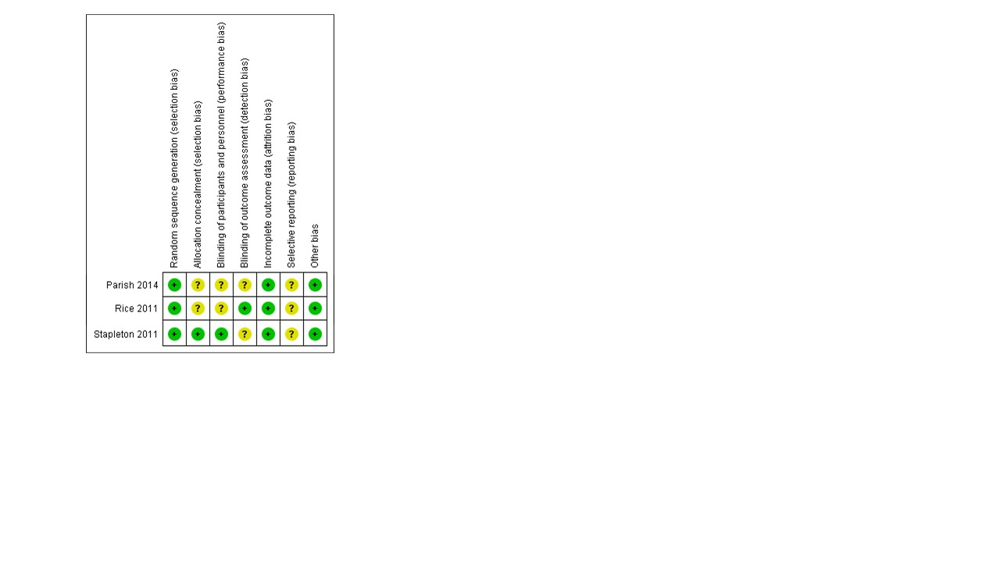 Random sequence generation (selection bias)
Allocation concealment (selection bias)
Blinding of participants and personnel (performance bias)
Blinding of outcome assessment (detection bias)
Incomplete outcome data (attrition bias)
Selective reporting (reporting bias)
Other bias
Parish 2014 + ? ? ? + ? +
Rice 2011 + ? ? + + ? +
Stapleton 2011 + + + ? + ? +